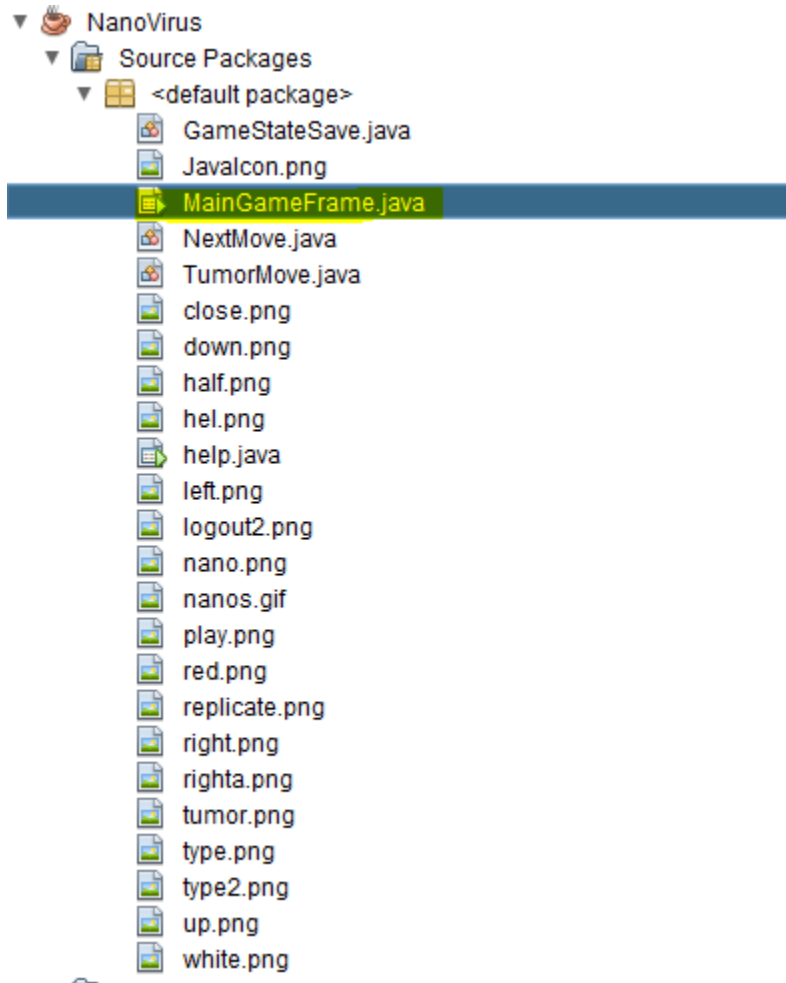 NanoVirus
Source Packages
<default package>
GameStateSave.java
JavaIcon.png
MainGameFrame.java
NextMove.java
TumorMove.java
close.png
down.png
half.png
hel.png
help.java
left.png
logout2.png
nano.png
nanos.gif
play.png
red.png
replicate.png
right.png
righta.png
tumor.png
type.png
type2.png
up.png
white.png